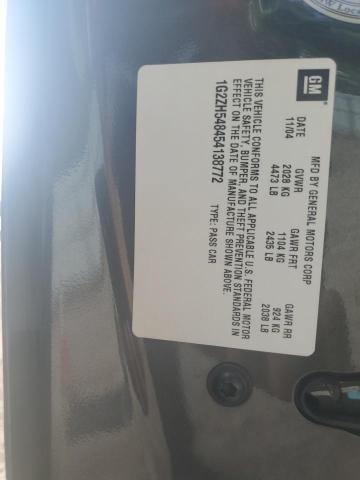 GM
MFD BY GENERAL MOTORS CORP
DATE GVWR GAWR FRT GAWR RR
11/04 2028 KG 1104 KG 924 KG
4473 LB 2435 LB 2038 LB
THIS VEHICLE CONFORMS TO ALL APPLICABLE U.S. FEDERAL MOTOR
VEHICLE SAFETY, BUMPER, AND THEFT PREVENTION STANDARDS IN
EFFECT ON THE DATE OF MANUFACTURE SHOWN ABOVE.
1G2ZH548454138772 TYPE: PASS CAR